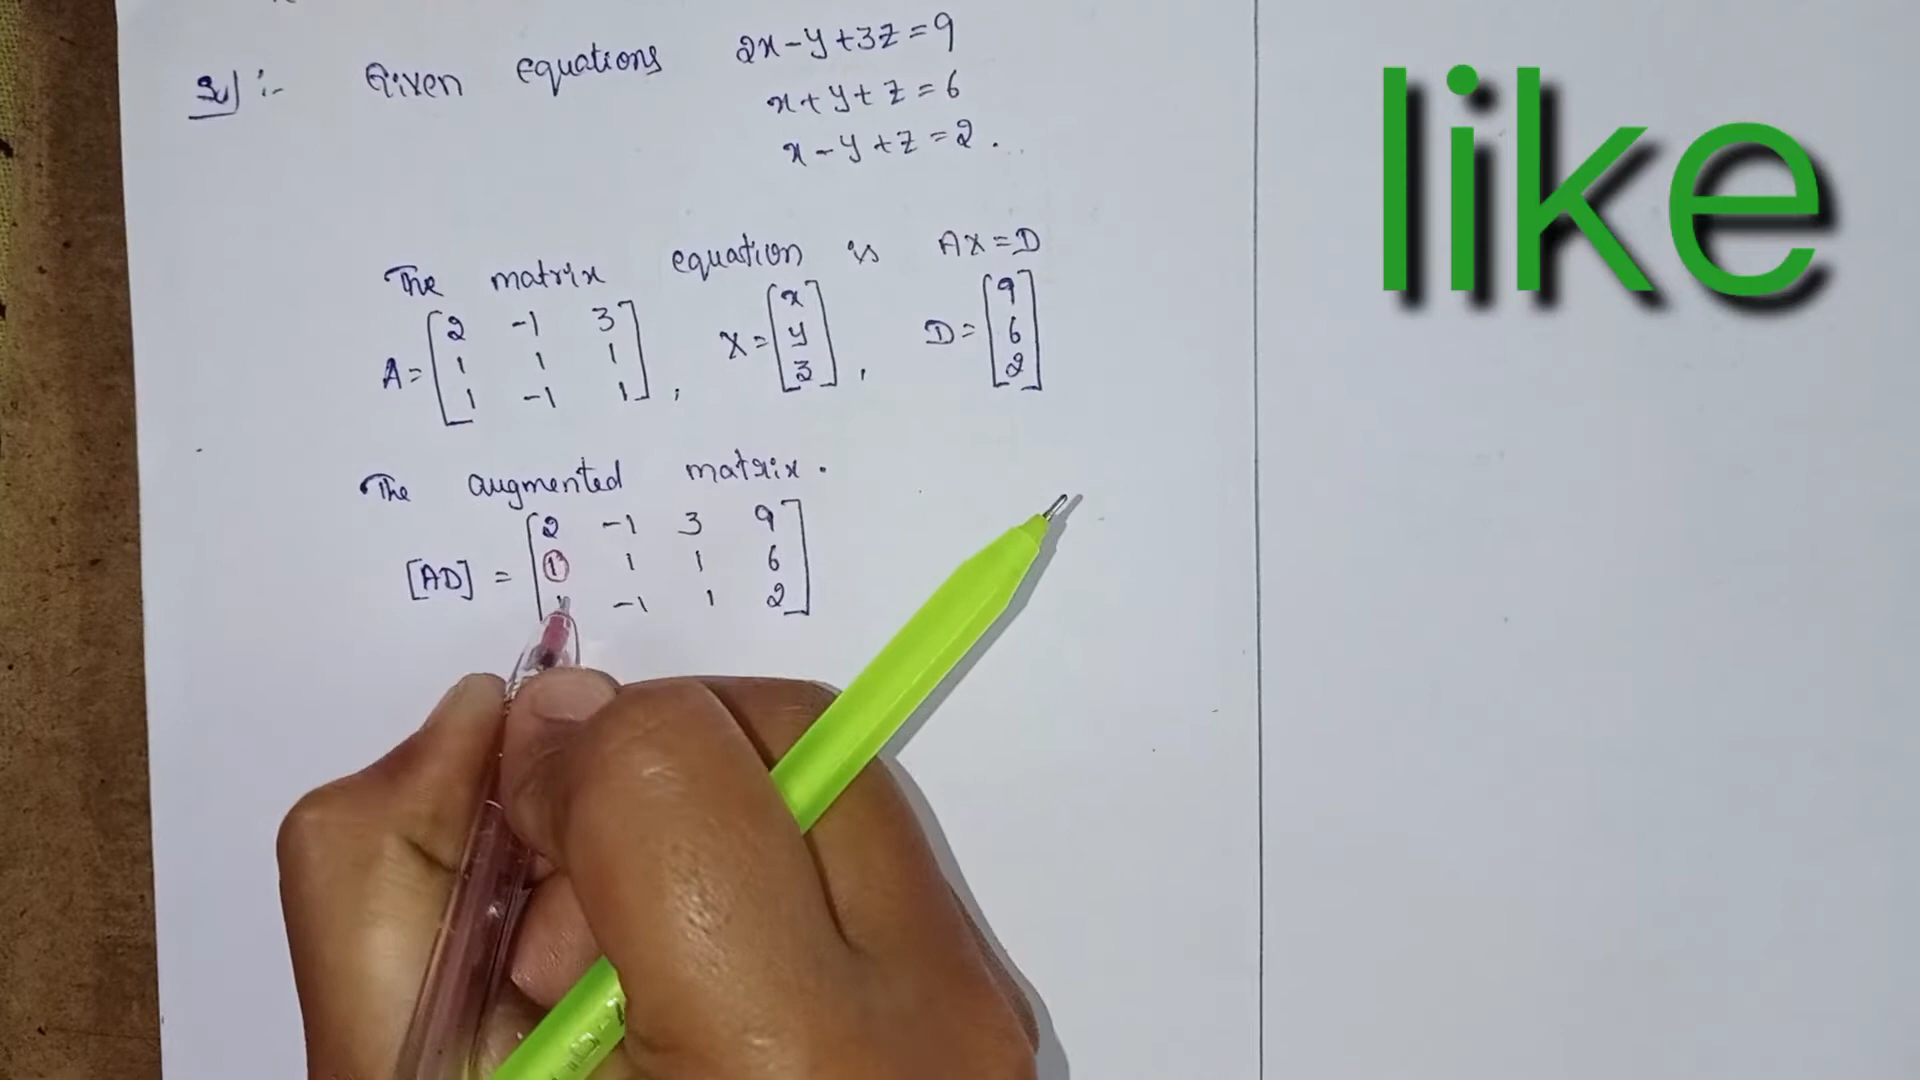 Sol :- Given equations 2x-y+3z=9
x+y+z=6
x-y+z=2.
The matrix equation is AX=D
A=[2 -1 3
1 1 1
1 -1 1], X=[x
y
3], D=[9
6
2]
The augmented matrix.
[AD] = [2 -1 3 9
1 1 1 6
1 -1 1 2]
like